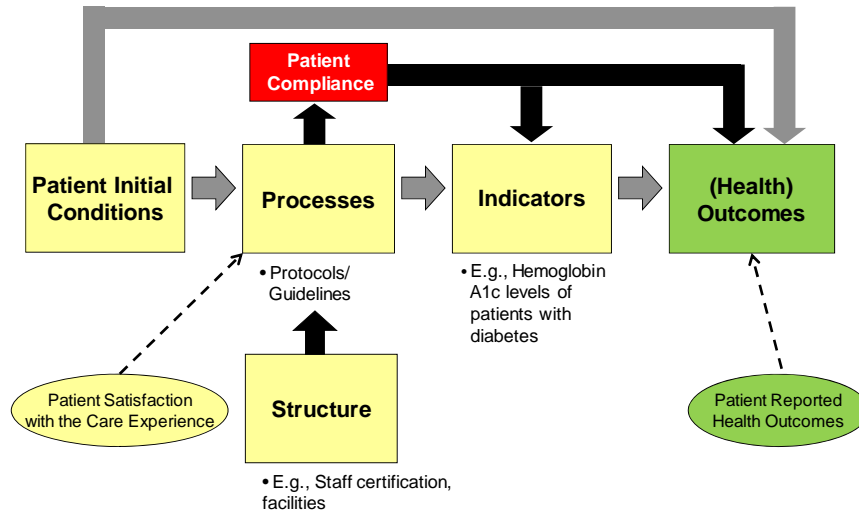 Patient
Compliance
Patient Initial
Conditions
Processes
Indicators
(Health)
Outcomes
• Protocols/
Guidelines
• E.g., Hemoglobin
A1c levels of
patients with
diabetes
Patient Satisfaction
with the Care Experience
Structure
Patient Reported
Health Outcomes
• E.g., Staff certification,
facilities